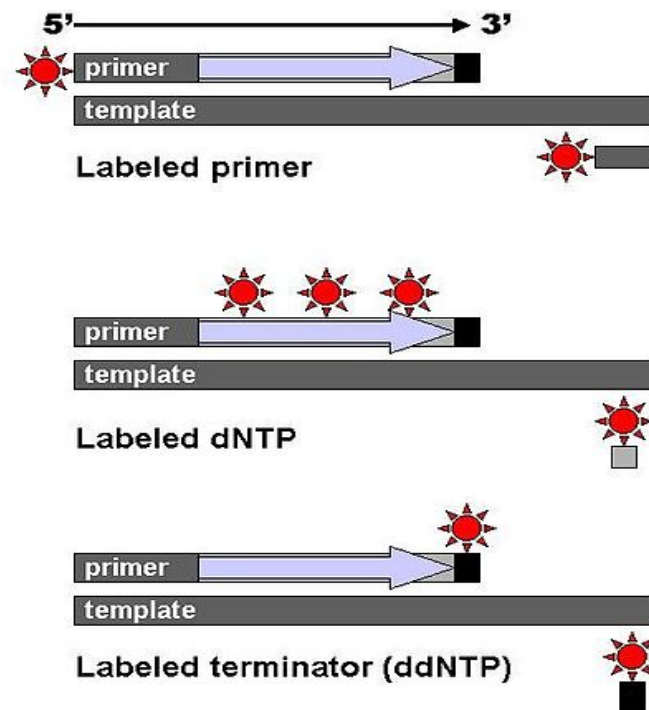 5' 3'
primer
template
Labeled primer
primer
template
Labeled dNTP
primer
template
Labeled terminator (ddNTP)